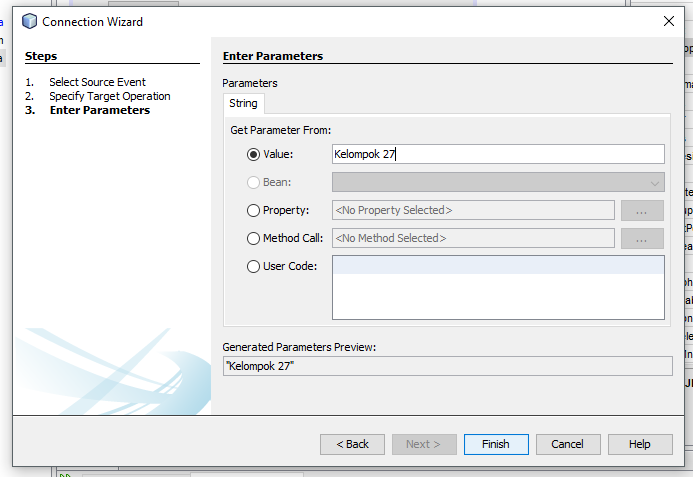 Connection Wizard
Steps
1. Select Source Event
2. Specify Target Operation
3. Enter Parameters
Enter Parameters
Parameters
String
Get Parameter From:
Value: Kelompok 27
Bean:
Property: <No Property Selected> ...
Method Call: <No Method Selected> ...
User Code:
Generated Parameters Preview:
"Kelompok 27"
< Back Next > Finish Cancel Help